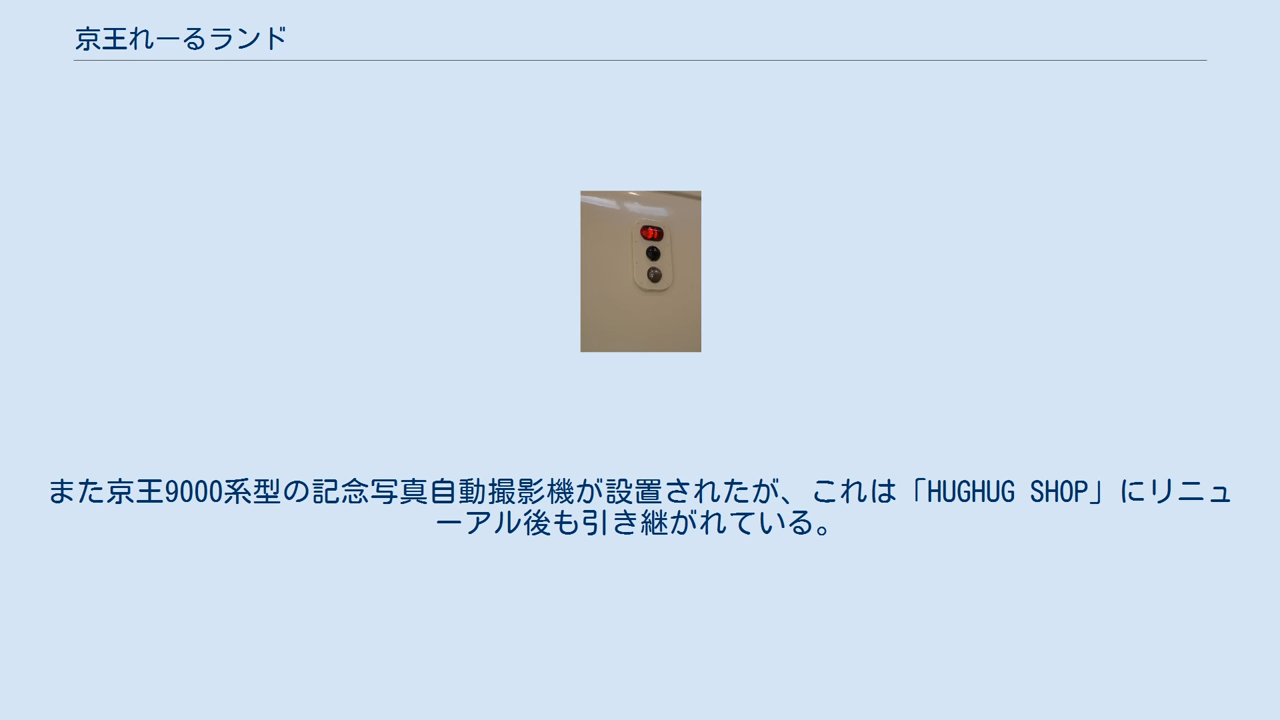 京王れーるランド
また京王9000系型の記念写真自動撮影機が設置されたが、これは「HUGHUG SHOP」にリニュ
ーアル後も引き継がれている。